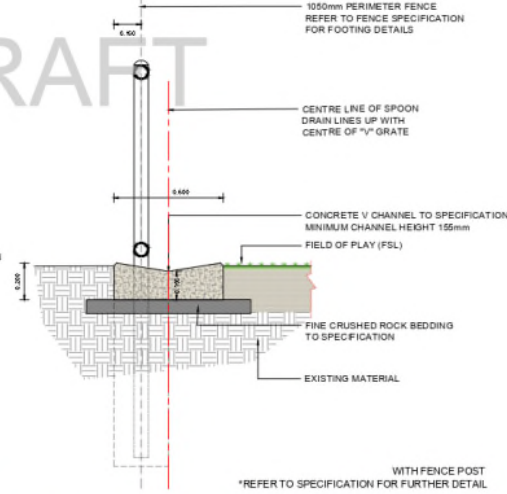 1050mm PERIMETER FENCE
REFER TO FENCE SPECIFICATION
FOR FOOTING DETAILS
0.150
RAFT
CENTRE LINE OF SPOON
DRAIN LINES UP WITH
CENTRE OF "V" GRATE
0.600
CONCRETE V CHANNEL TO SPECIFICATION
MINIMUM CHANNEL HEIGHT 155mm
FIELD OF PLAY (FSL)
0.200
FINE CRUSHED ROCK BEDDING
TO SPECIFICATION
EXISTING MATERIAL
WITH FENCE POST
*REFER TO SPECIFICATION FOR FURTHER DETAIL